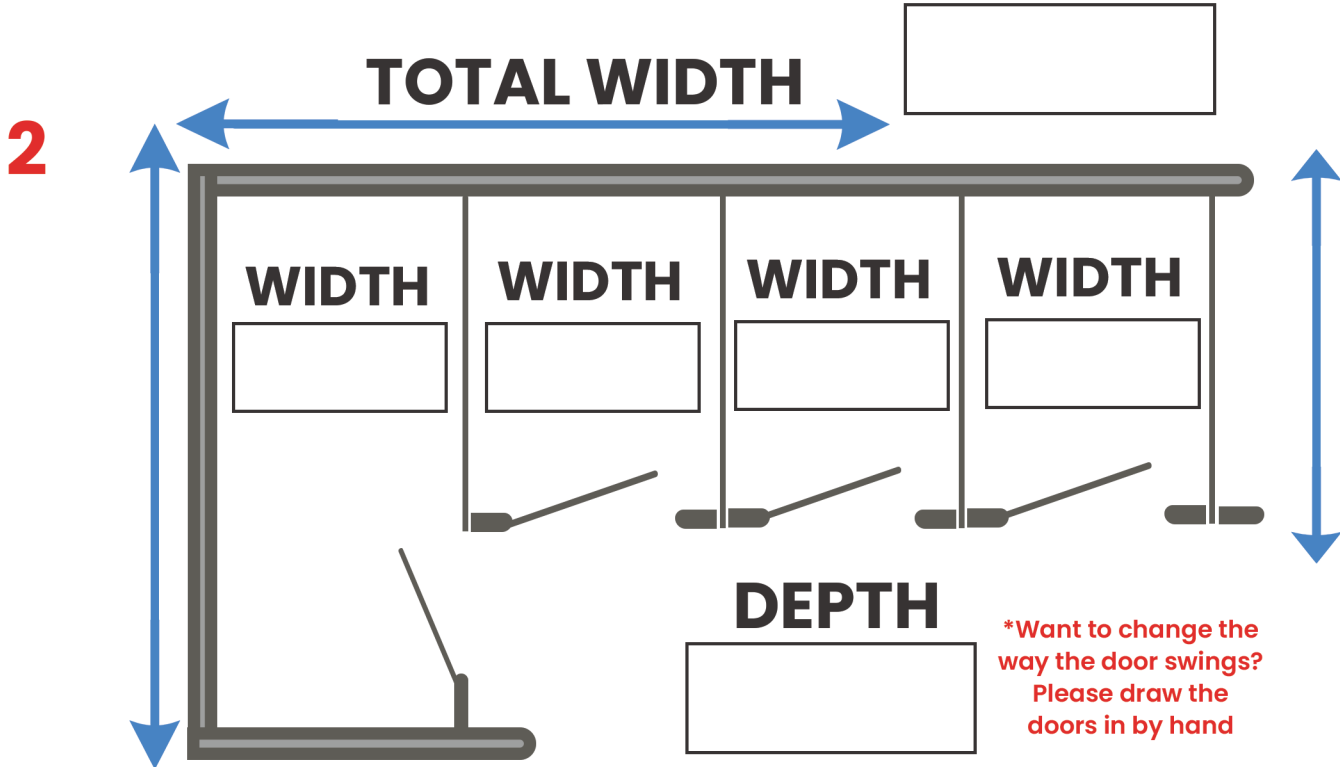 TOTAL WIDTH
2
WIDTH
WIDTH
WIDTH
WIDTH
DEPTH
*Want to change the
way the door swings?
Please draw the
doors in by hand